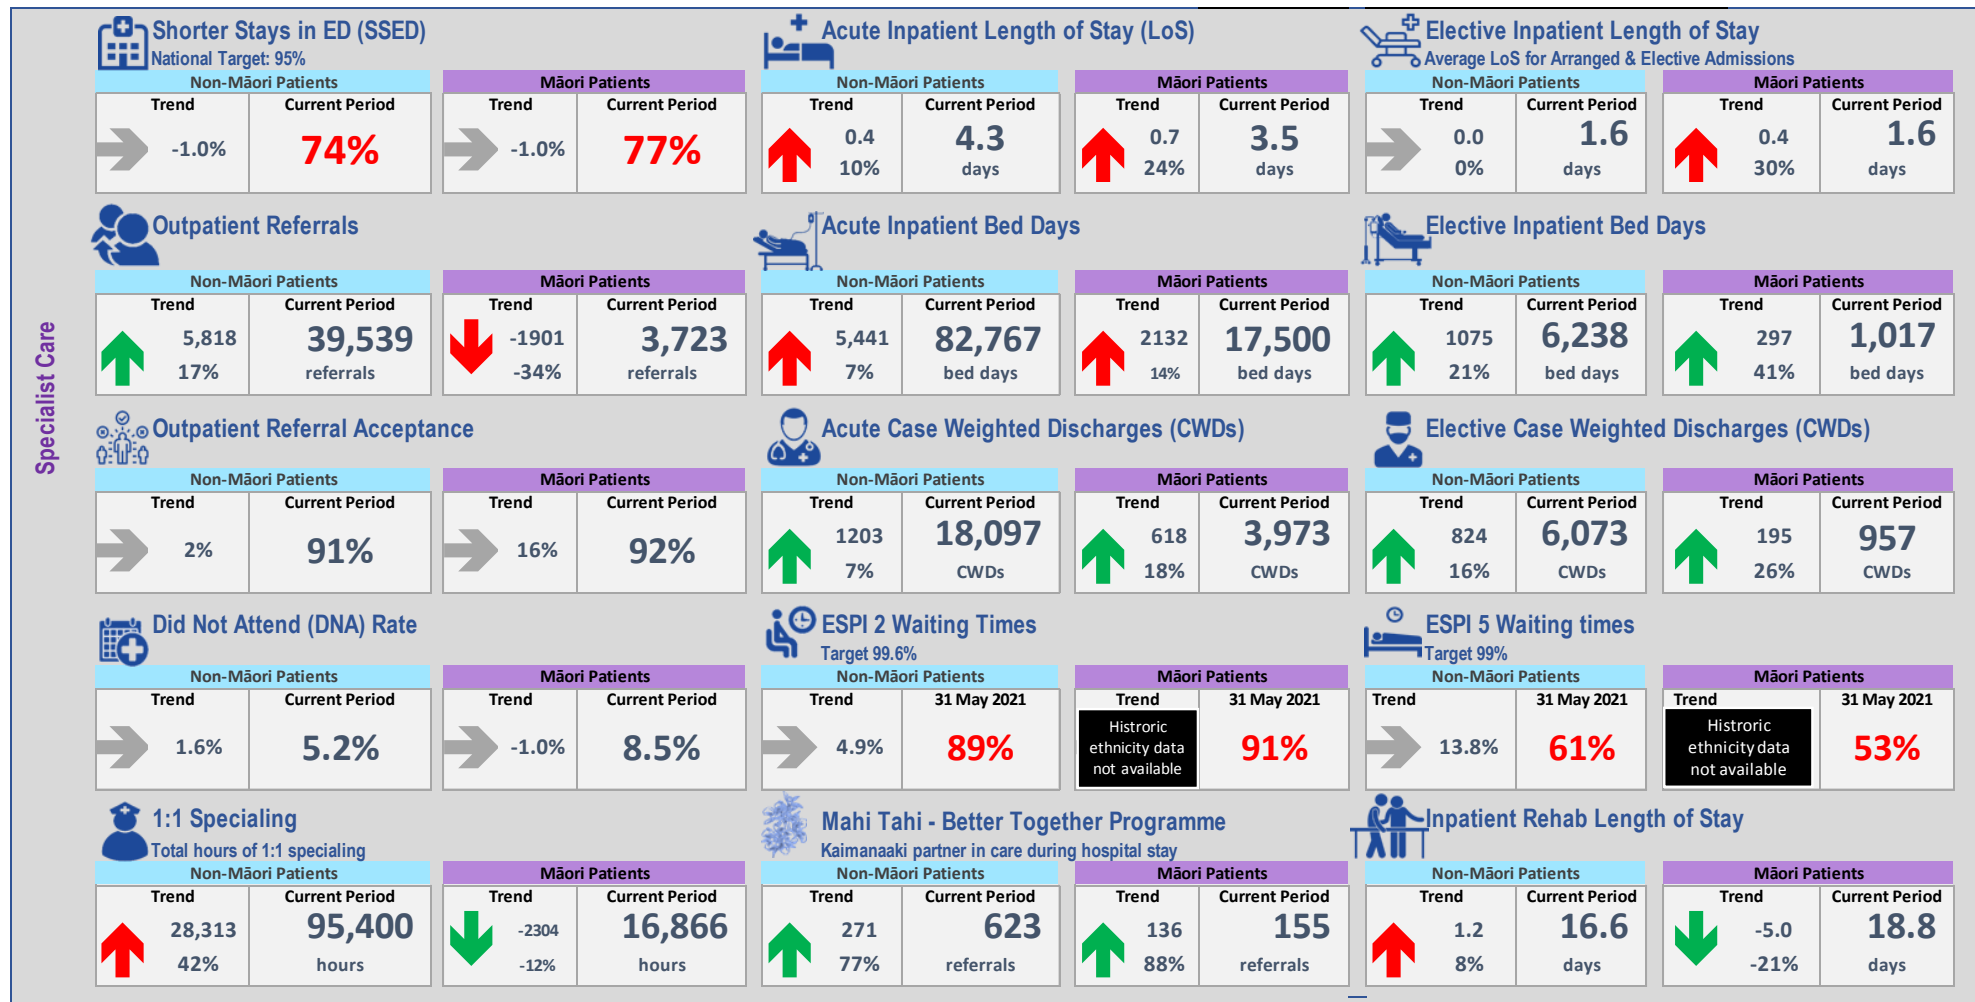 Specialist Care
Shorter Stays in ED (SSED)
National Target: 95%
Non-Māori Patients
Trend Current Period
-1.0% 74%
Māori Patients
Trend Current Period
-1.0% 77%
Acute Inpatient Length of Stay (LoS)
Non-Māori Patients
Trend Current Period
0.4 4.3
10% days
Māori Patients
Trend Current Period
0.7 3.5
24% days
Elective Inpatient Length of Stay
Average LoS for Arranged & Elective Admissions
Non-Māori Patients
Trend Current Period
0.0 1.6
0% days
Māori Patients
Trend Current Period
0.4 1.6
30% days
Outpatient Referrals
Non-Māori Patients
Trend Current Period
5,818 39,539
17% referrals
Māori Patients
Trend Current Period
-1901 3,723
-34% referrals
Acute Inpatient Bed Days
Non-Māori Patients
Trend Current Period
5,441 82,767
7% bed days
Māori Patients
Trend Current Period
2132 17,500
14% bed days
Elective Inpatient Bed Days
Non-Māori Patients
Trend Current Period
1075 6,238
21% bed days
Māori Patients
Trend Current Period
297 1,017
41% bed days
Outpatient Referral Acceptance
Non-Māori Patients
Trend Current Period
2% 91%
Māori Patients
Trend Current Period
16% 92%
Acute Case Weighted Discharges (CWDs)
Non-Māori Patients
Trend Current Period
1203 18,097
7% CWDs
Māori Patients
Trend Current Period
618 3,973
18% CWDs
Elective Case Weighted Discharges (CWDs)
Non-Māori Patients
Trend Current Period
824 6,073
16% CWDs
Māori Patients
Trend Current Period
195 957
26% CWDs
Did Not Attend (DNA) Rate
Non-Māori Patients
Trend Current Period
1.6% 5.2%
Māori Patients
Trend Current Period
-1.0% 8.5%
ESPI 2 Waiting Times
Target 99.6%
Non-Māori Patients
Trend 31 May 2021
4.9% 89%
Māori Patients
Trend 31 May 2021
Histroric
ethnicity data
not available
91%
ESPI 5 Waiting times
Target 99%
Non-Māori Patients
Trend 31 May 2021
13.8% 61%
Māori Patients
Trend 31 May 2021
Histroric
ethnicity data
not available
53%
1:1 Specialing
Total hours of 1:1 specialing
Non-Māori Patients
Trend Current Period
28,313 95,400
42% hours
Māori Patients
Trend Current Period
-2304 16,866
-12% hours
Mahi Tahi - Better Together Programme
Kaimanaaki partner in care during hospital stay
Non-Māori Patients
Trend Current Period
271 623
77% referrals
Māori Patients
Trend Current Period
136 155
88% referrals
Inpatient Rehab Length of Stay
Non-Māori Patients
Trend Current Period
1.2 16.6
8% days
Māori Patients
Trend Current Period
-5.0 18.8
-21% days